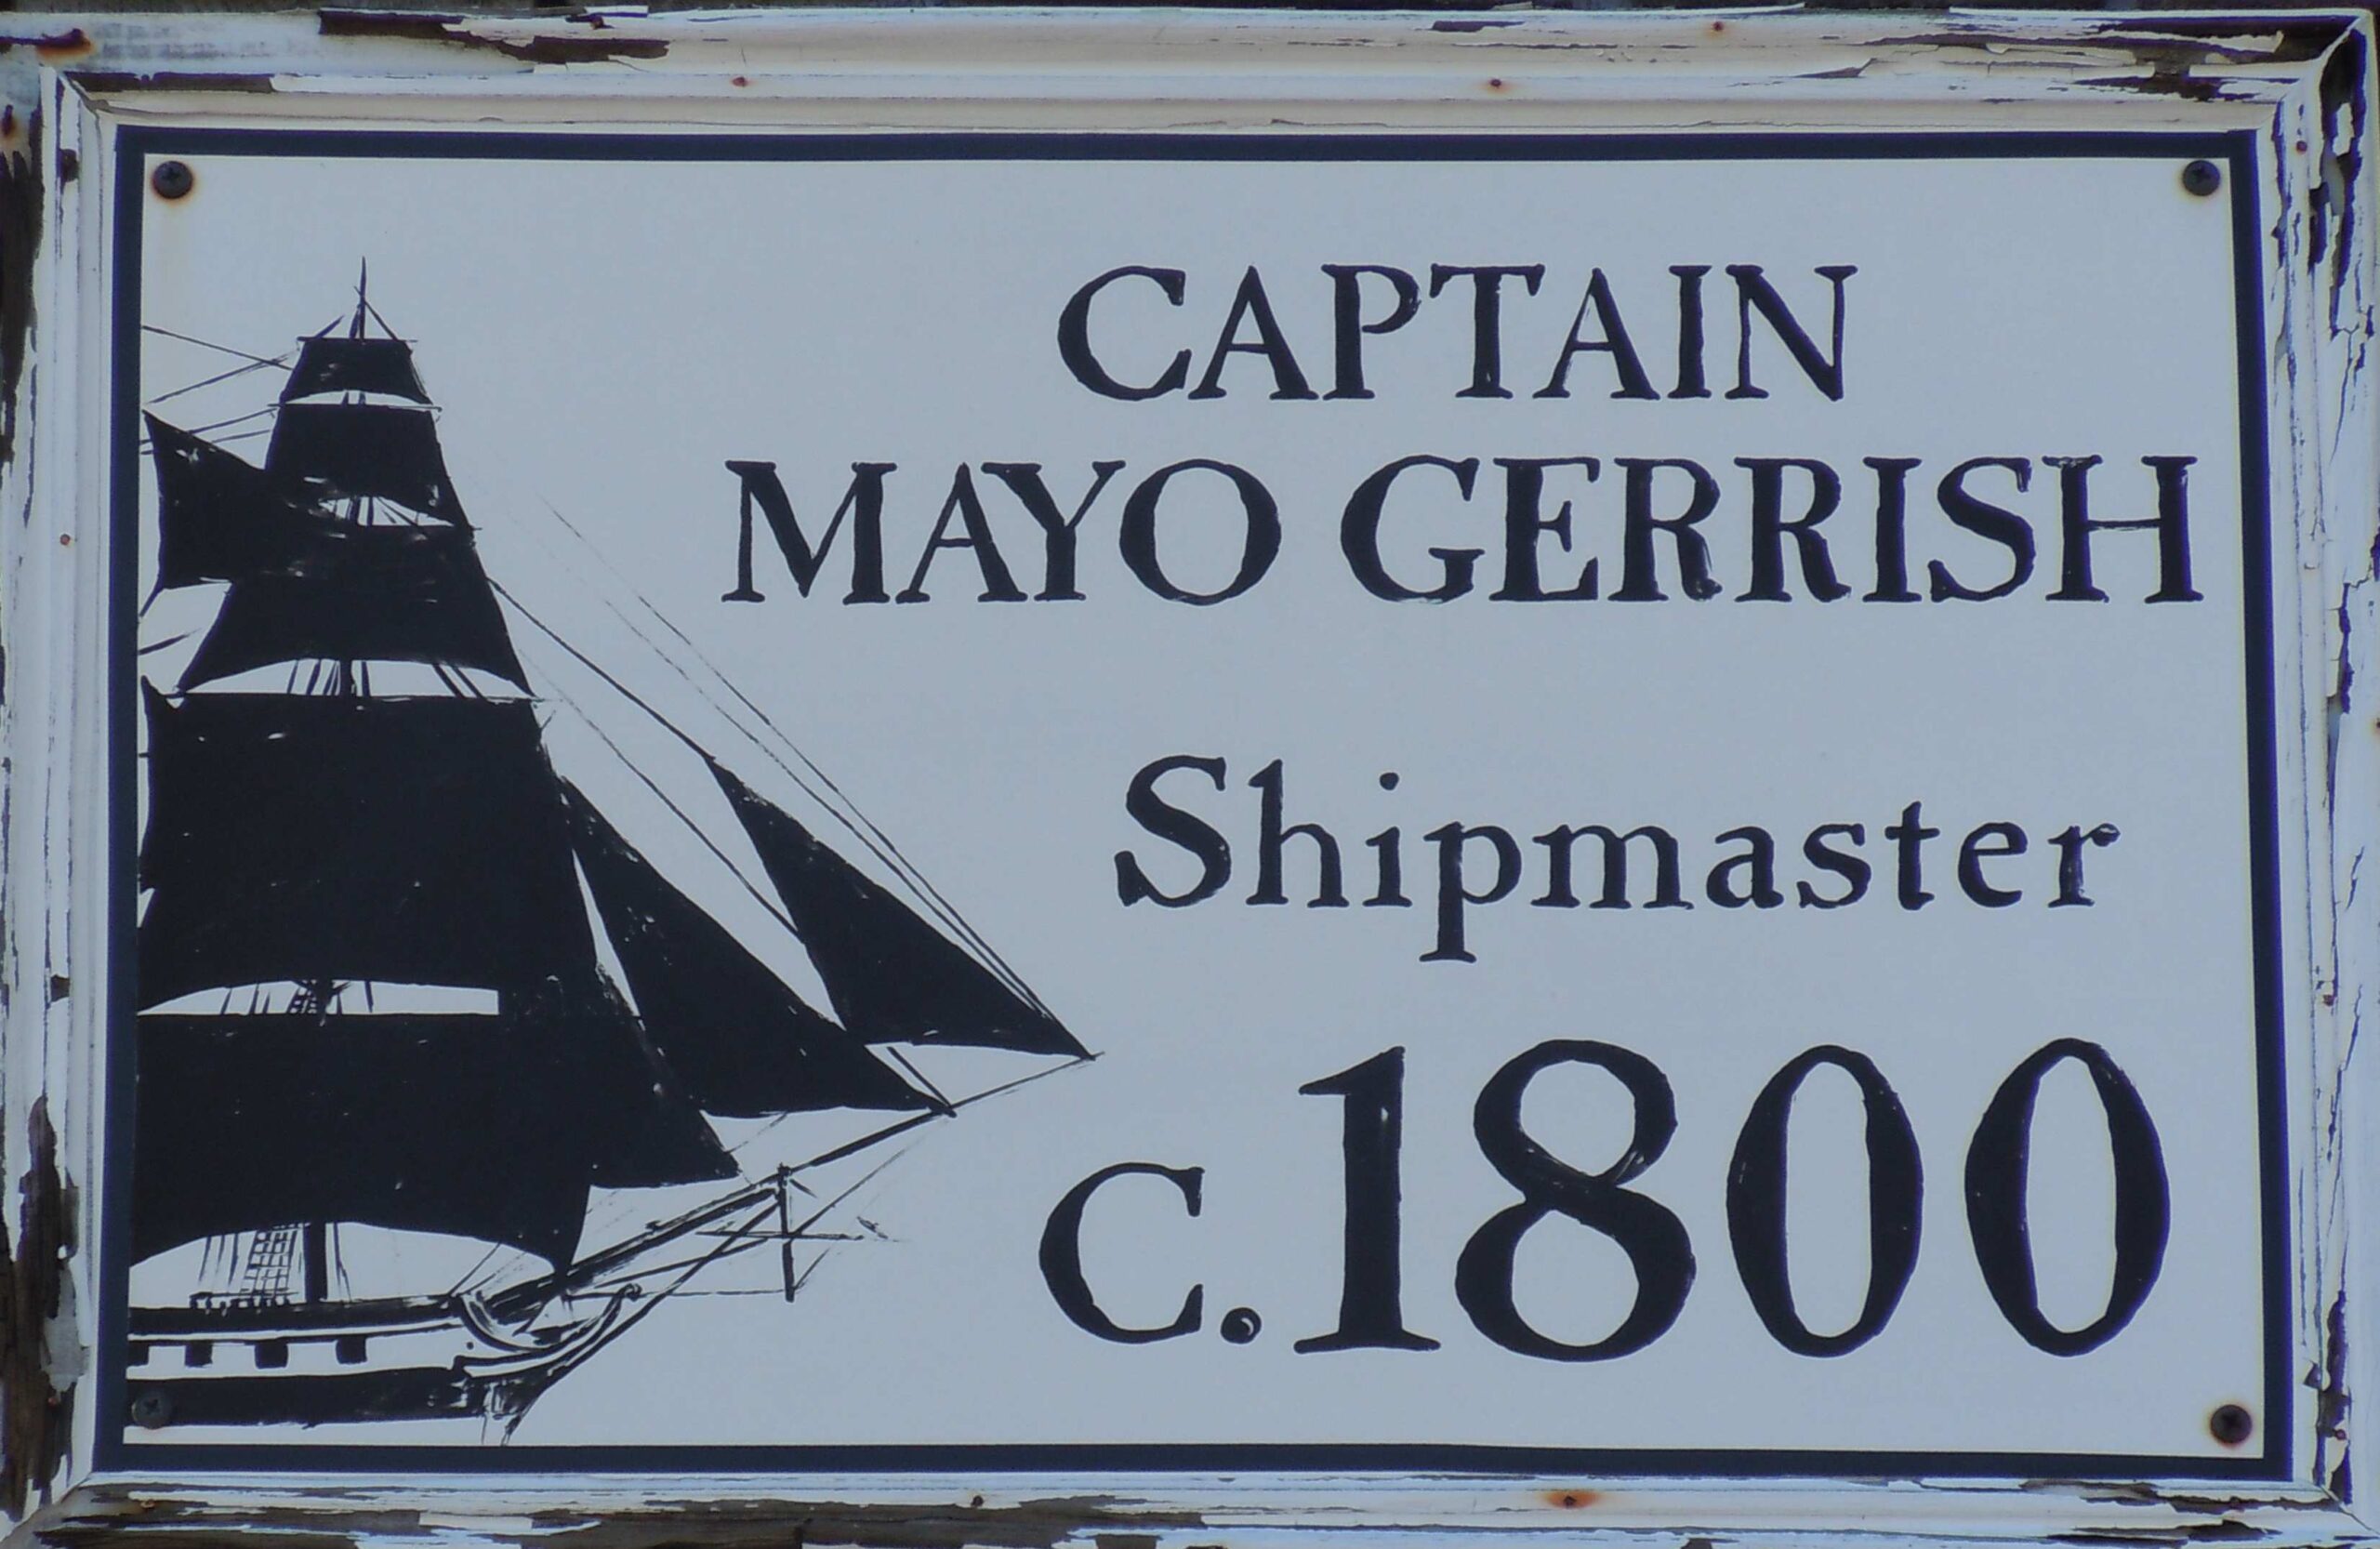 CAPTAIN
MAYO GERRISH
Shipmaster
c.1800